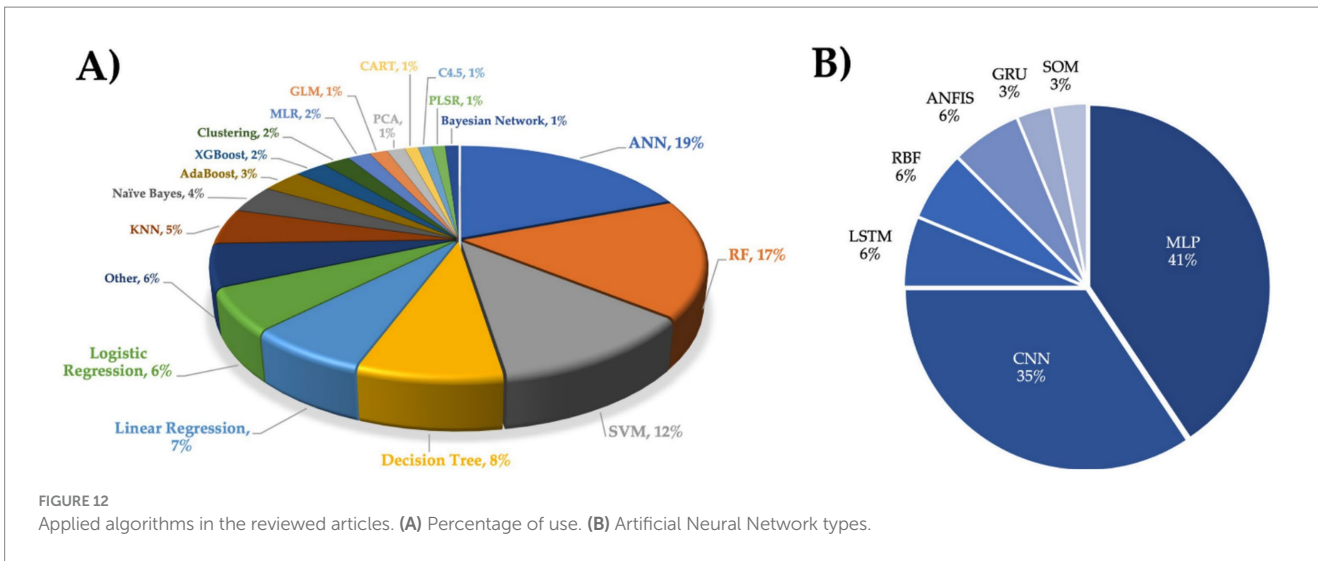 A)
CART, 1%
C4.5, 1%
GLM, 1%
PLSR, 1%
MLR, 2%
PCA,
1%
Bayesian Network, 1%
Clustering, 2%
ANN, 19%
XGBoost, 2%
AdaBoost, 3%
Naïve Bayes, 4%
KNN, 5%
RF, 17%
Other, 6%
Logistic
Regression, 6%
Linear Regression,
7%
Decision Tree, 8%
SVM, 12%
B)
GRU
3%
SOM
3%
ANFIS
6%
RBF
6%
LSTM
6%
MLP
41%
CNN
35%
FIGURE 12
Applied algorithms in the reviewed articles. (A) Percentage of use. (B) Artificial Neural Network types.